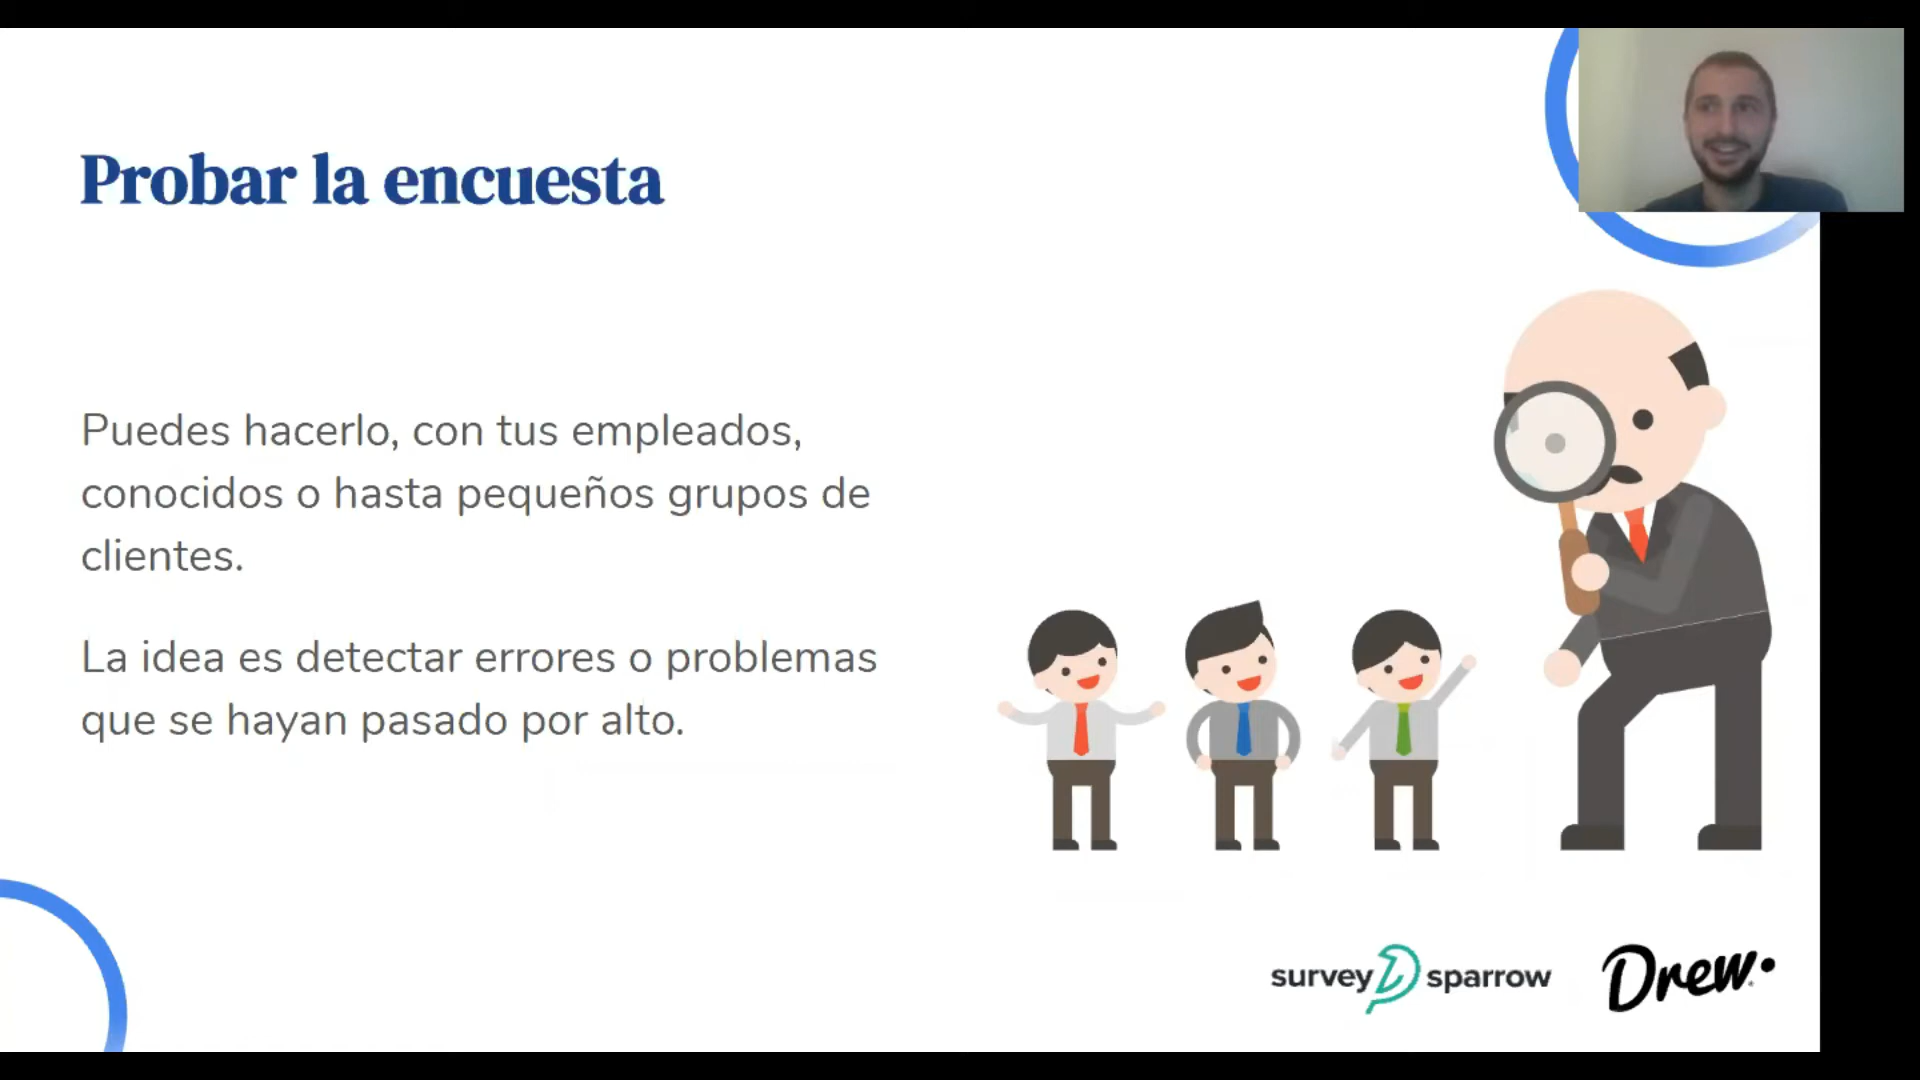 Probar la encuesta
Puedes hacerlo, con tus empleados,
conocidos o hasta pequeños grupos de
clientes.
La idea es detectar errores o problemas
que se hayan pasado por alto.
survey sparrow
Drew